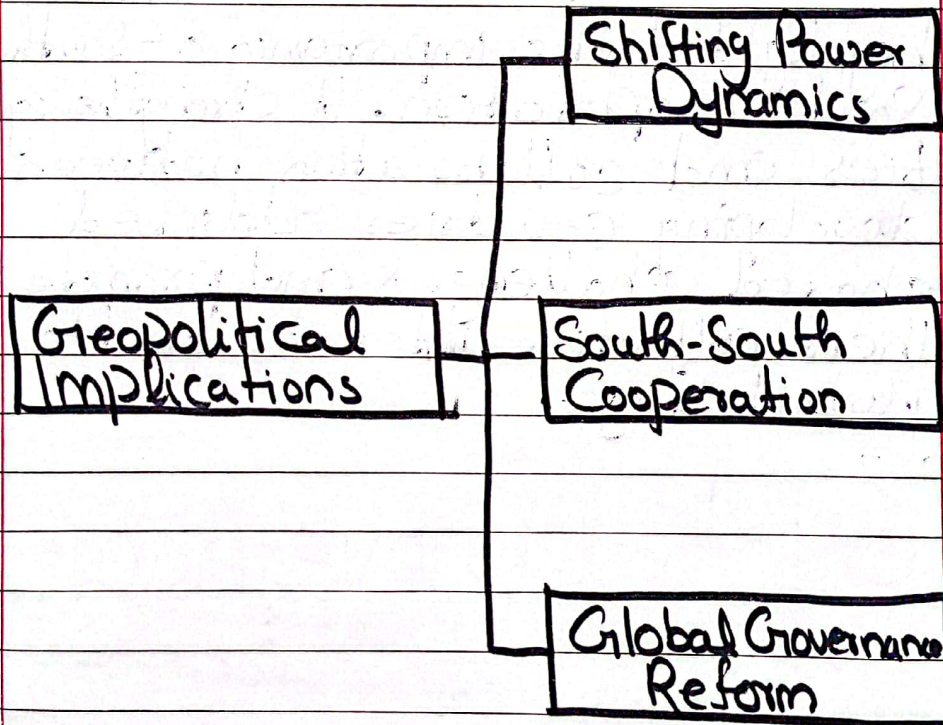 Shifting Power
Dynamics
Geopolitical
Implications
South-South
Cooperation
Global Governance
Reform